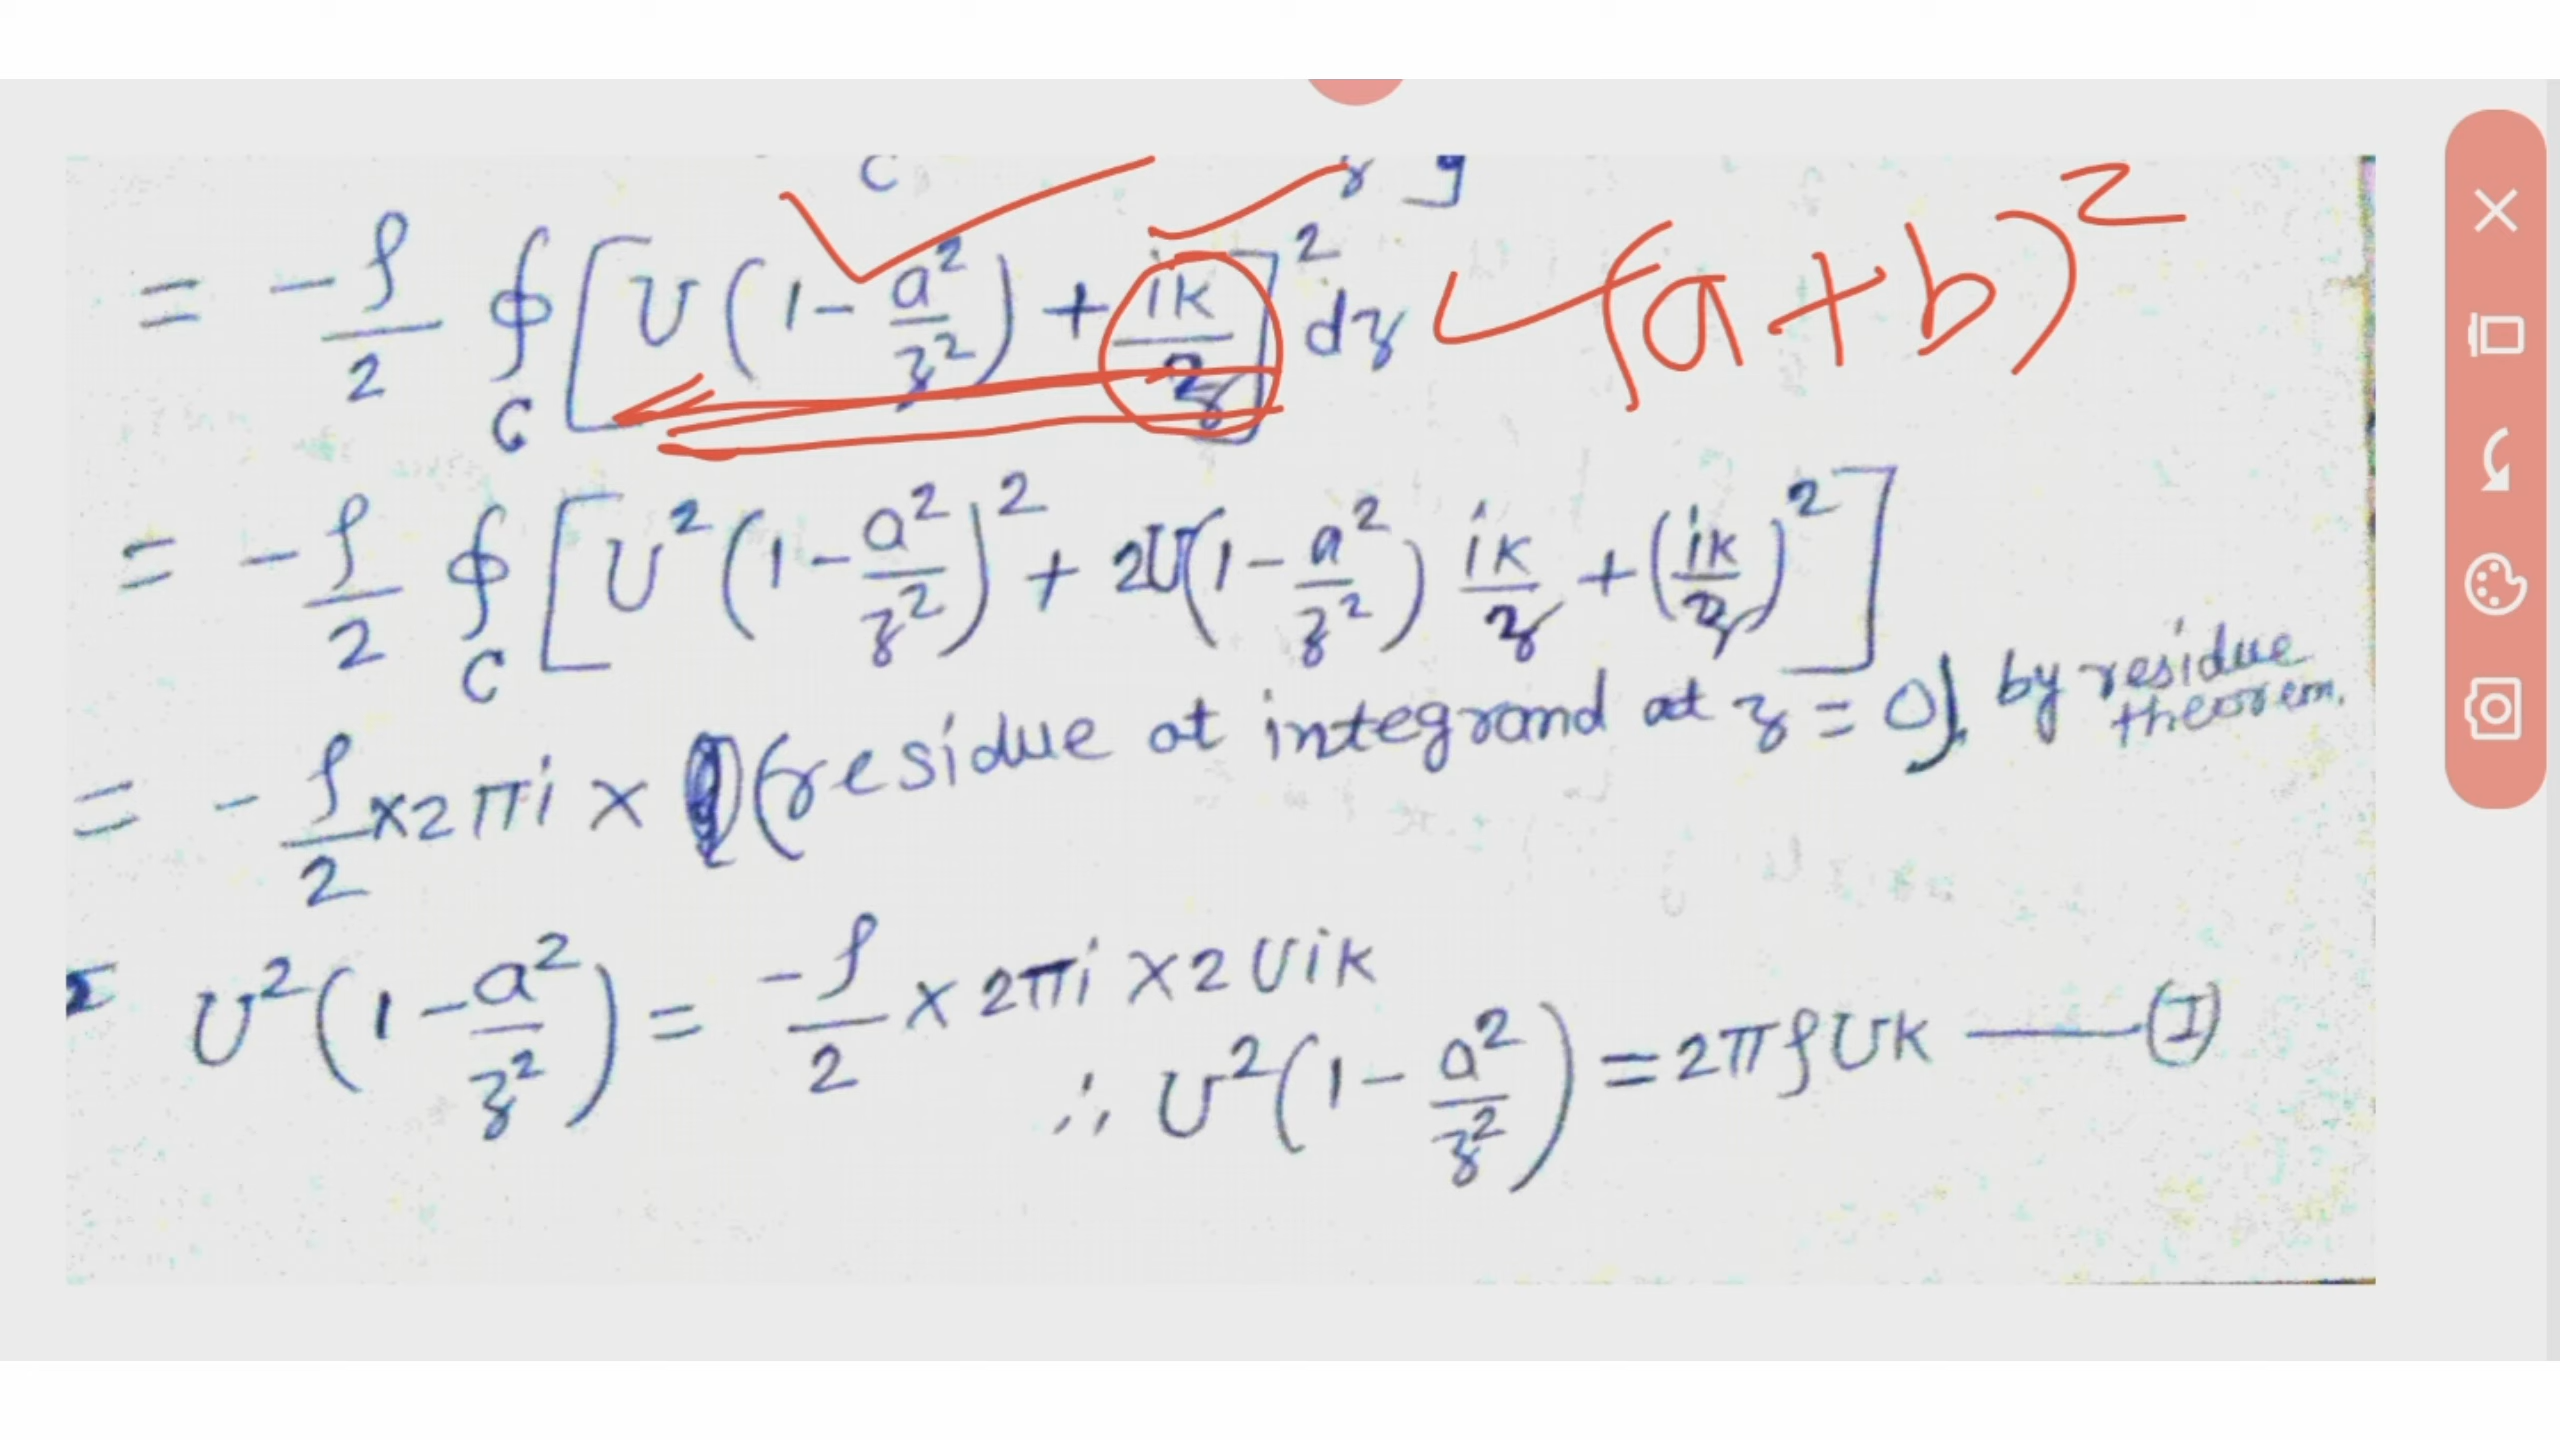 = -ρ/2 ∮_C [U(1 - a²/z²) + ik/z]² dz (a+b)²
= -ρ/2 ∮_C [U²(1 - a²/z²)² + 2U(1 - a²/z²) ik/z + (ik/z)²]
= -ρ/2 × 2πi × (residue at integrand at z = 0), by residue theorem.
U²(1 - a²/z²) = -ρ/2 × 2πi × 2Uik
∴ U²(1 - a²/z²) = 2πρUk — (I)